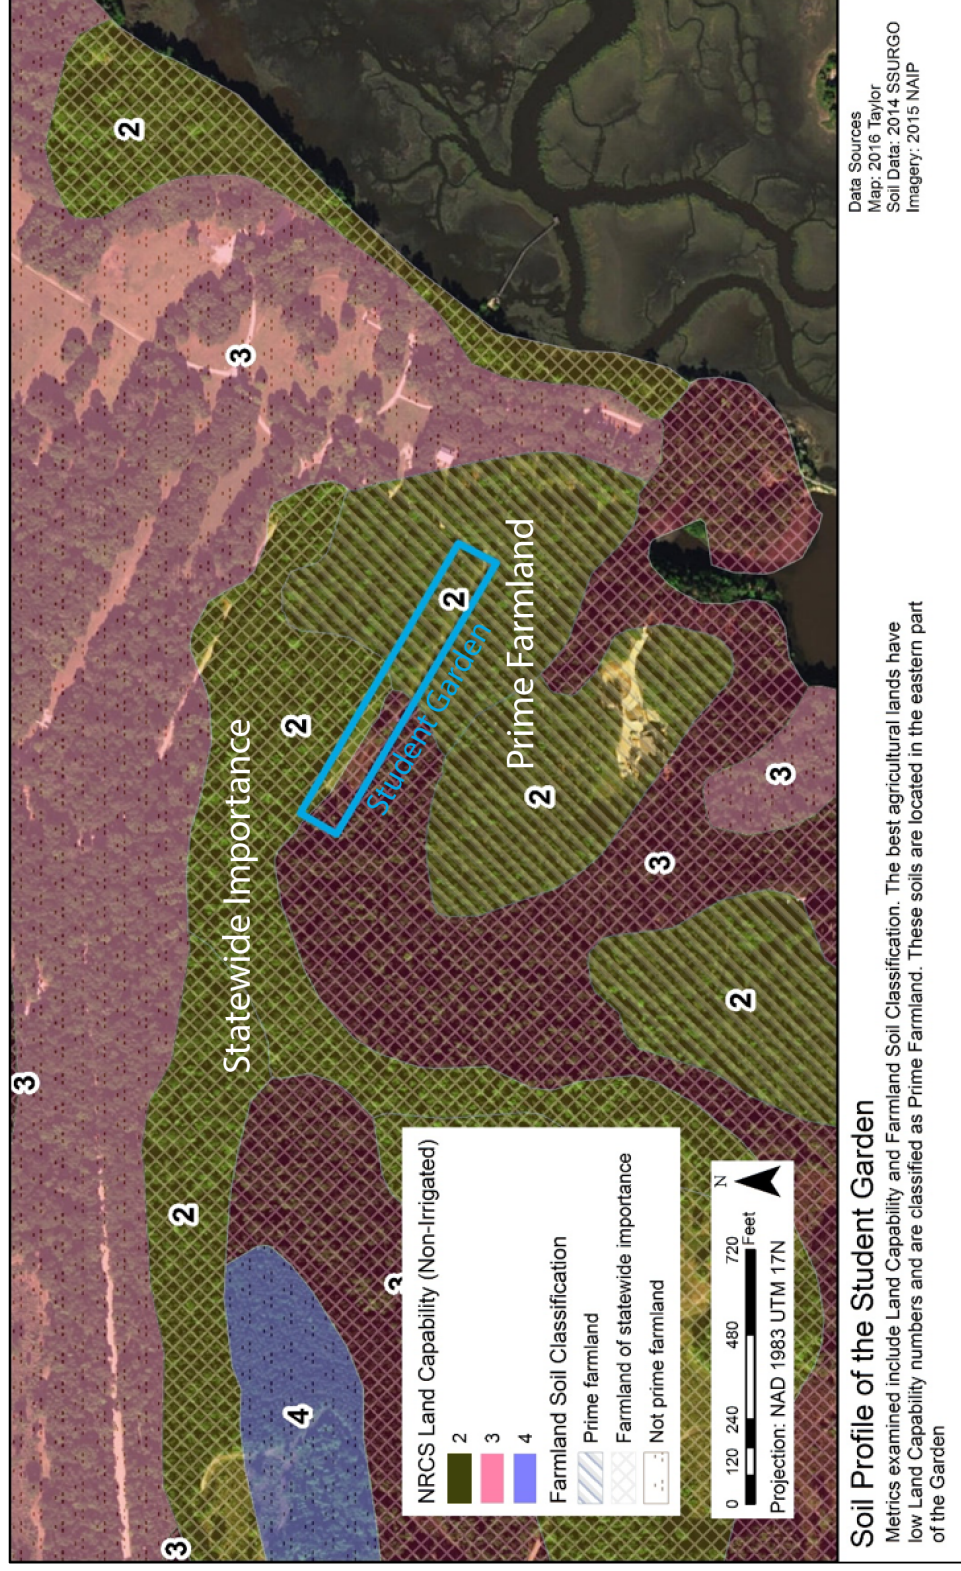 3
2
3
2
3
Statewide Importance
2
2
4
3
Student Garden
2
Prime Farmland
2
3
2
3
NRCS Land Capability (Non-Irrigated)
2
3
4
Farmland Soil Classification
Prime farmland
Farmland of statewide importance
Not prime farmland
N
0 120 240 480 720
Feet
Projection: NAD 1983 UTM 17N
Soil Profile of the Student Garden
Metrics examined include Land Capability and Farmland Soil Classification. The best agricultural lands have
low Land Capability numbers and are classified as Prime Farmland. These soils are located in the eastern part
of the Garden
Data Sources
Map: 2016 Taylor
Soil Data: 2014 SSURGO
Imagery: 2015 NAIP